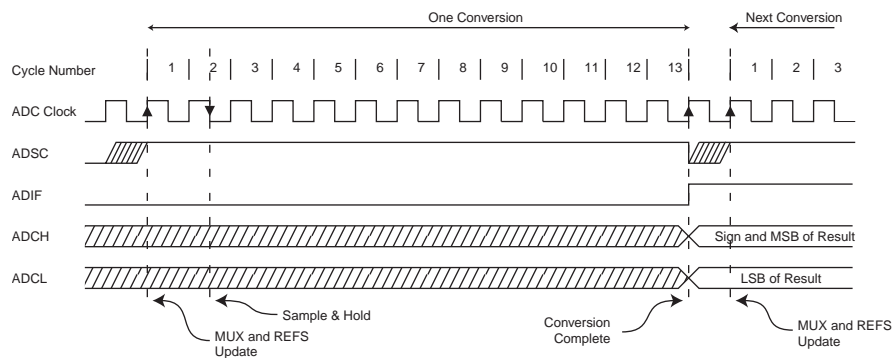 One Conversion
Next Conversion
Cycle Number 1 2 3 4 5 6 7 8 9 10 11 12 13 1 2 3
ADC Clock
ADSC
ADIF
ADCH Sign and MSB of Result
ADCL LSB of Result
Sample & Hold
MUX and REFS
Update
Conversion
Complete
MUX and REFS
Update